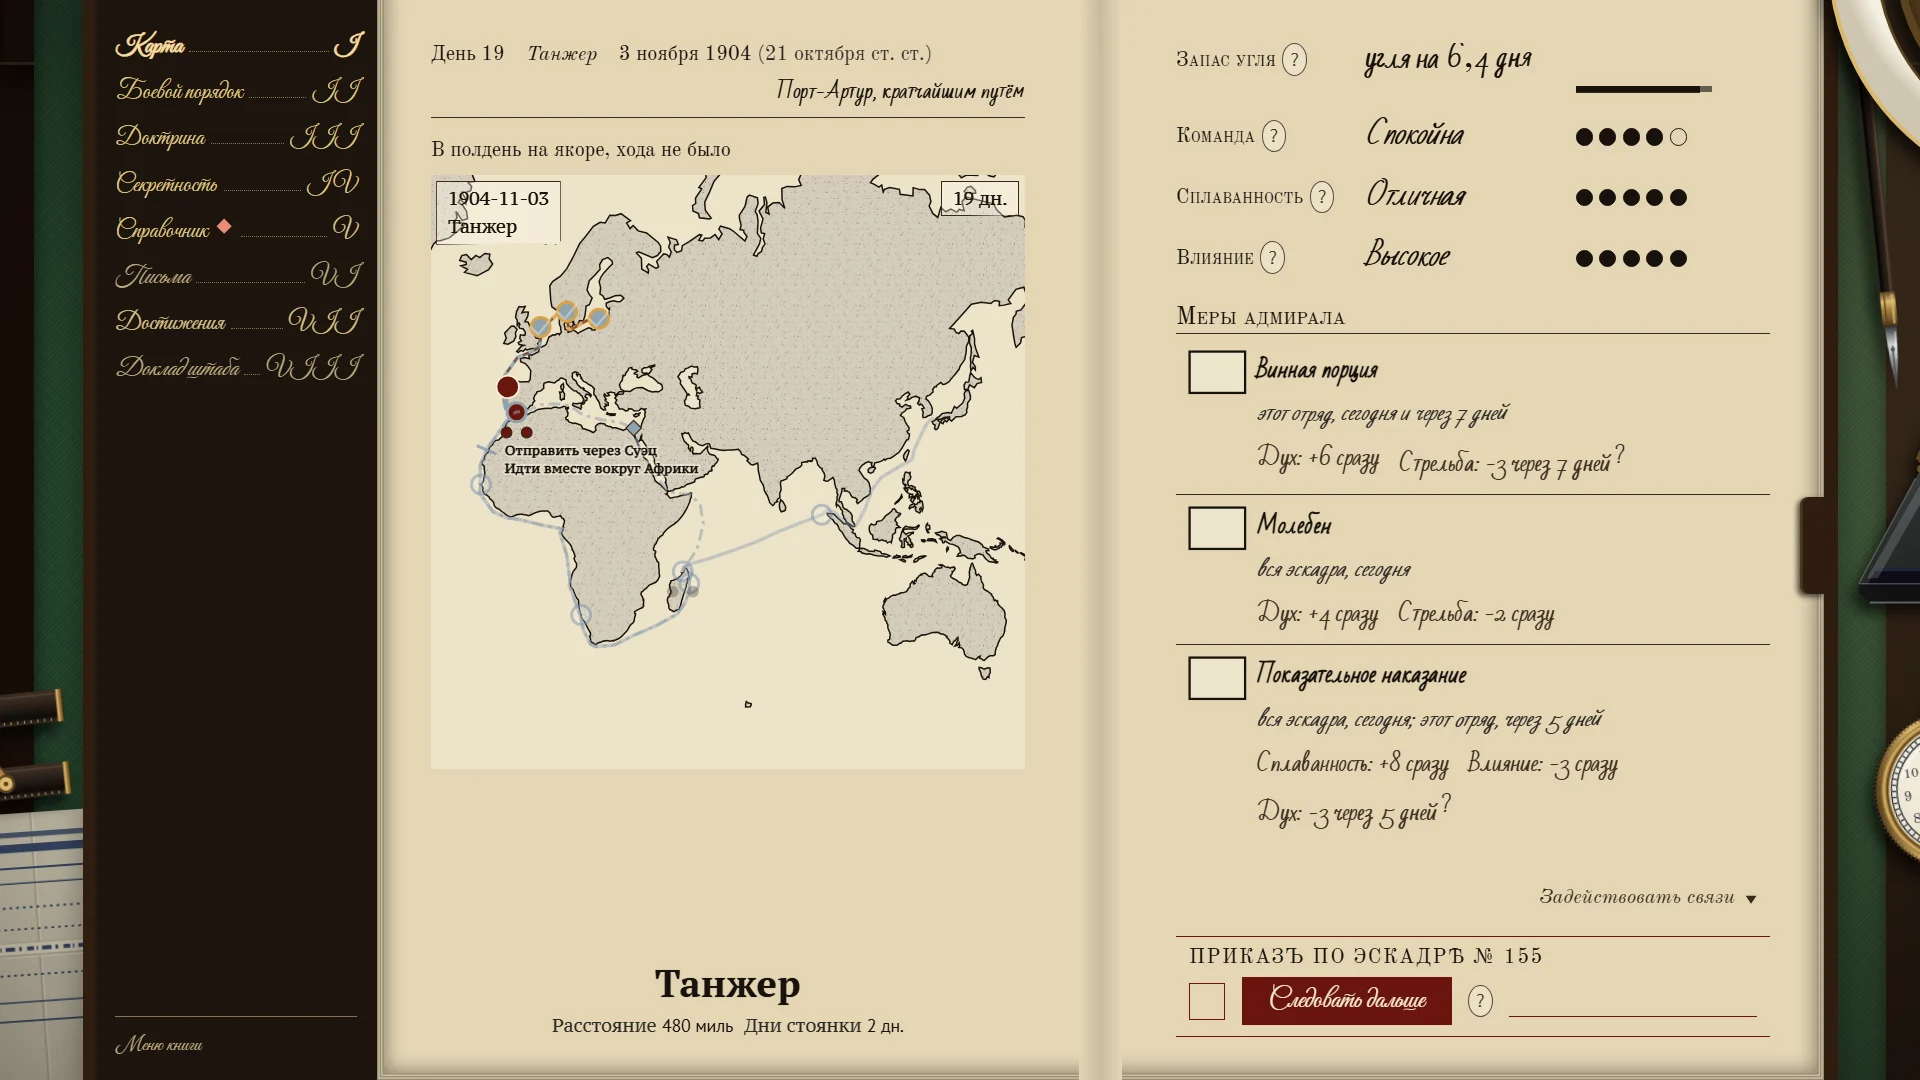 Карта I
Боевой порядок II
Доктрина III
Секретность IV
Справочник V
Письма VI
Достижения VII
Доклад штаба VIII
Меню книги
День 19 Танжер 3 ноября 1904 (21 октября ст. ст.)
Порт-Артур, кратчайшим путём
В полдень на якоре, хода не было
1904-11-03
Танжер
19 дн.
Отправить через Суэц
Идти вместе вокруг Африки
Танжер
Расстояние 480 миль Дни стоянки 2 дн.
Запас угля ? угля на 6,4 дня
Команда ? Спокойна
Сплаванность ? Отличная
Влияние ? Высокое
Меры адмирала
Винная порция
этот отряд, сегодня и через 7 дней
Дух: +6 сразу Стрельба: -3 через 7 дней ?
Молебен
вся эскадра, сегодня
Дух: +4 сразу Стрельба: -2 сразу
Показательное наказание
вся эскадра, сегодня; этот отряд, через 5 дней
Сплаванность: +8 сразу Влияние: -3 сразу
Дух: -3 через 5 дней ?
Задействовать связи ▼
ПРИКАЗЪ ПО ЭСКАДРѢ № 155
Следовать дальше ?
10
9
8